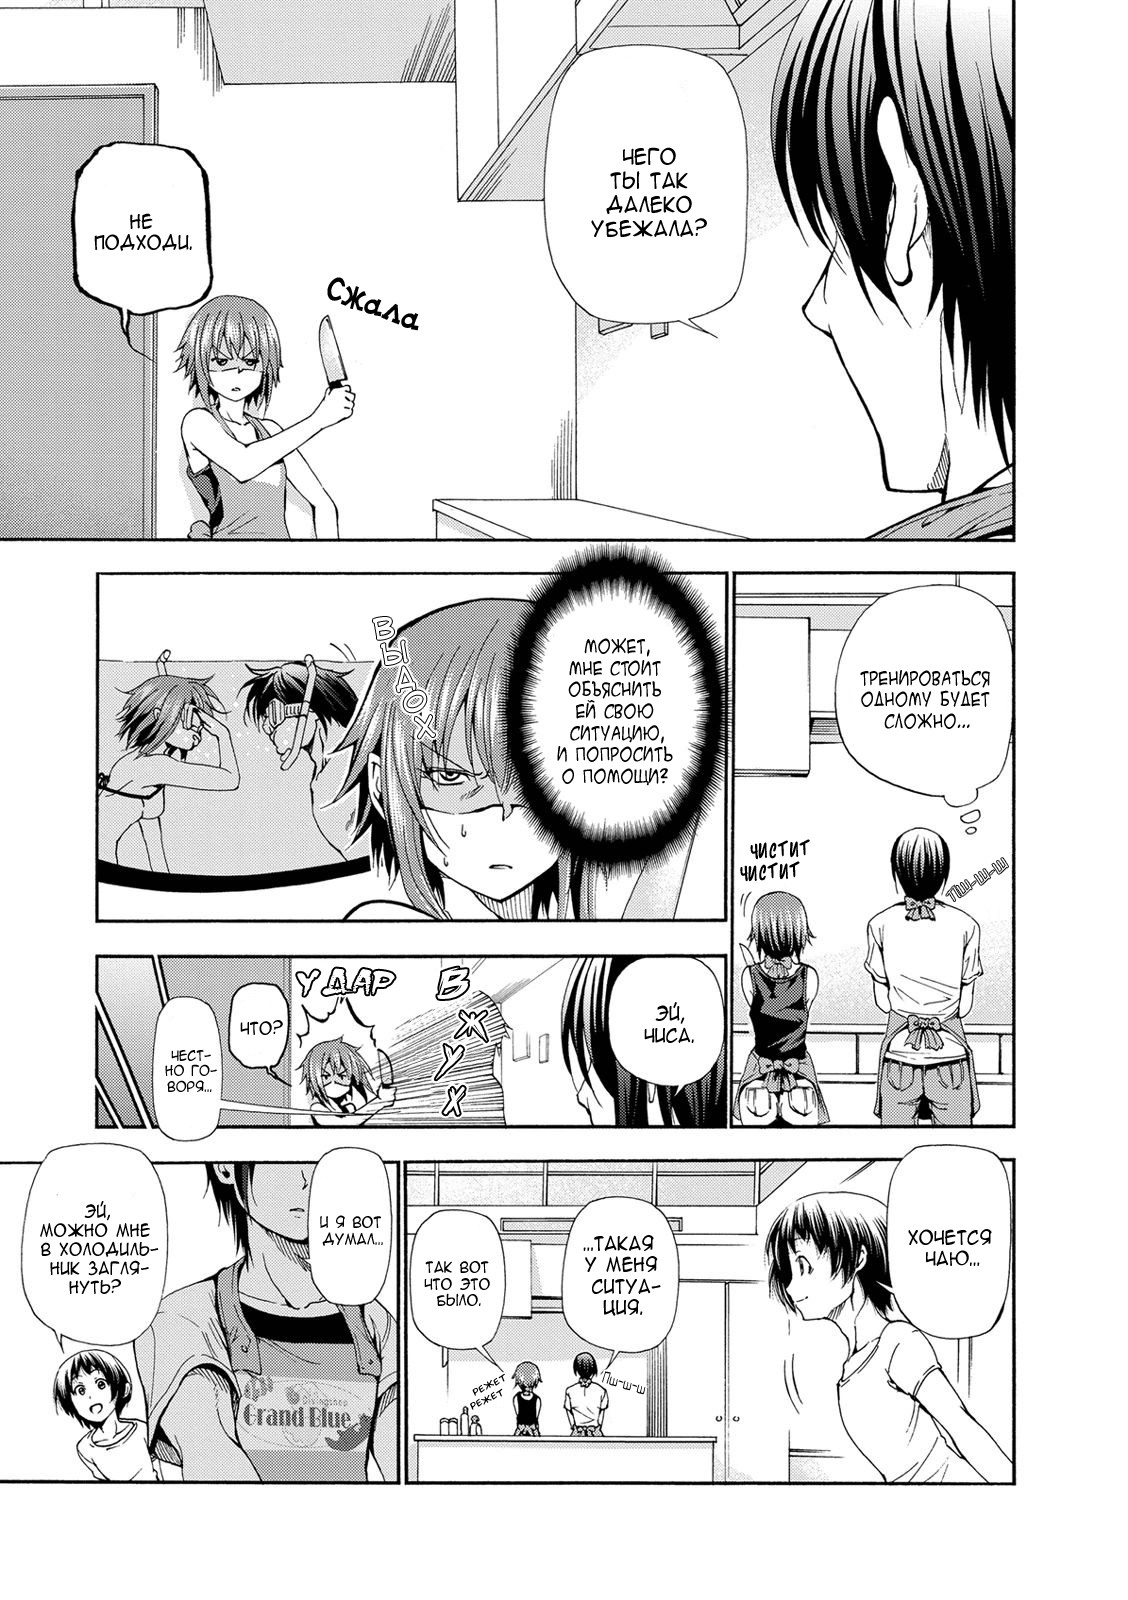 ЧЕГО
ТЫ ТАК
ДАЛЕКО
УБЕЖАЛА?
НЕ
ПОДХОДИ.
СЖАЛА
ТРЕНИРОВАТЬСЯ
ОДНОМУ БУДЕТ
СЛОЖНО...
ЧИСТИТ
ЧИСТИТ
ПШ-Ш-Ш
МОЖЕТ,
МНЕ СТОИТ
ОБЪЯСНИТЬ
ЕЙ СВОЮ
СИТУАЦИЮ,
И ПОПРОСИТЬ
О ПОМОЩИ?
ВЫДОХ
ЭЙ,
ЧИСА.
ВЖУХ
УДАР
ЧТО?
ЧЕСТ-
НО ГО-
ВОРЯ...
ХОЧЕТСЯ
ЧАЮ...
...ТАКАЯ
У МЕНЯ
СИТУА-
ЦИЯ.
ТАК ВОТ
ЧТО ЭТО
БЫЛО.
РЕЖЕТ
РЕЖЕТ
ПШ-Ш-Ш
И Я ВОТ
ДУМАЛ...
ЭЙ,
МОЖНО МНЕ
В ХОЛОДИЛЬ-
НИК ЗАГЛЯ-
НУТЬ?
Grand Blue